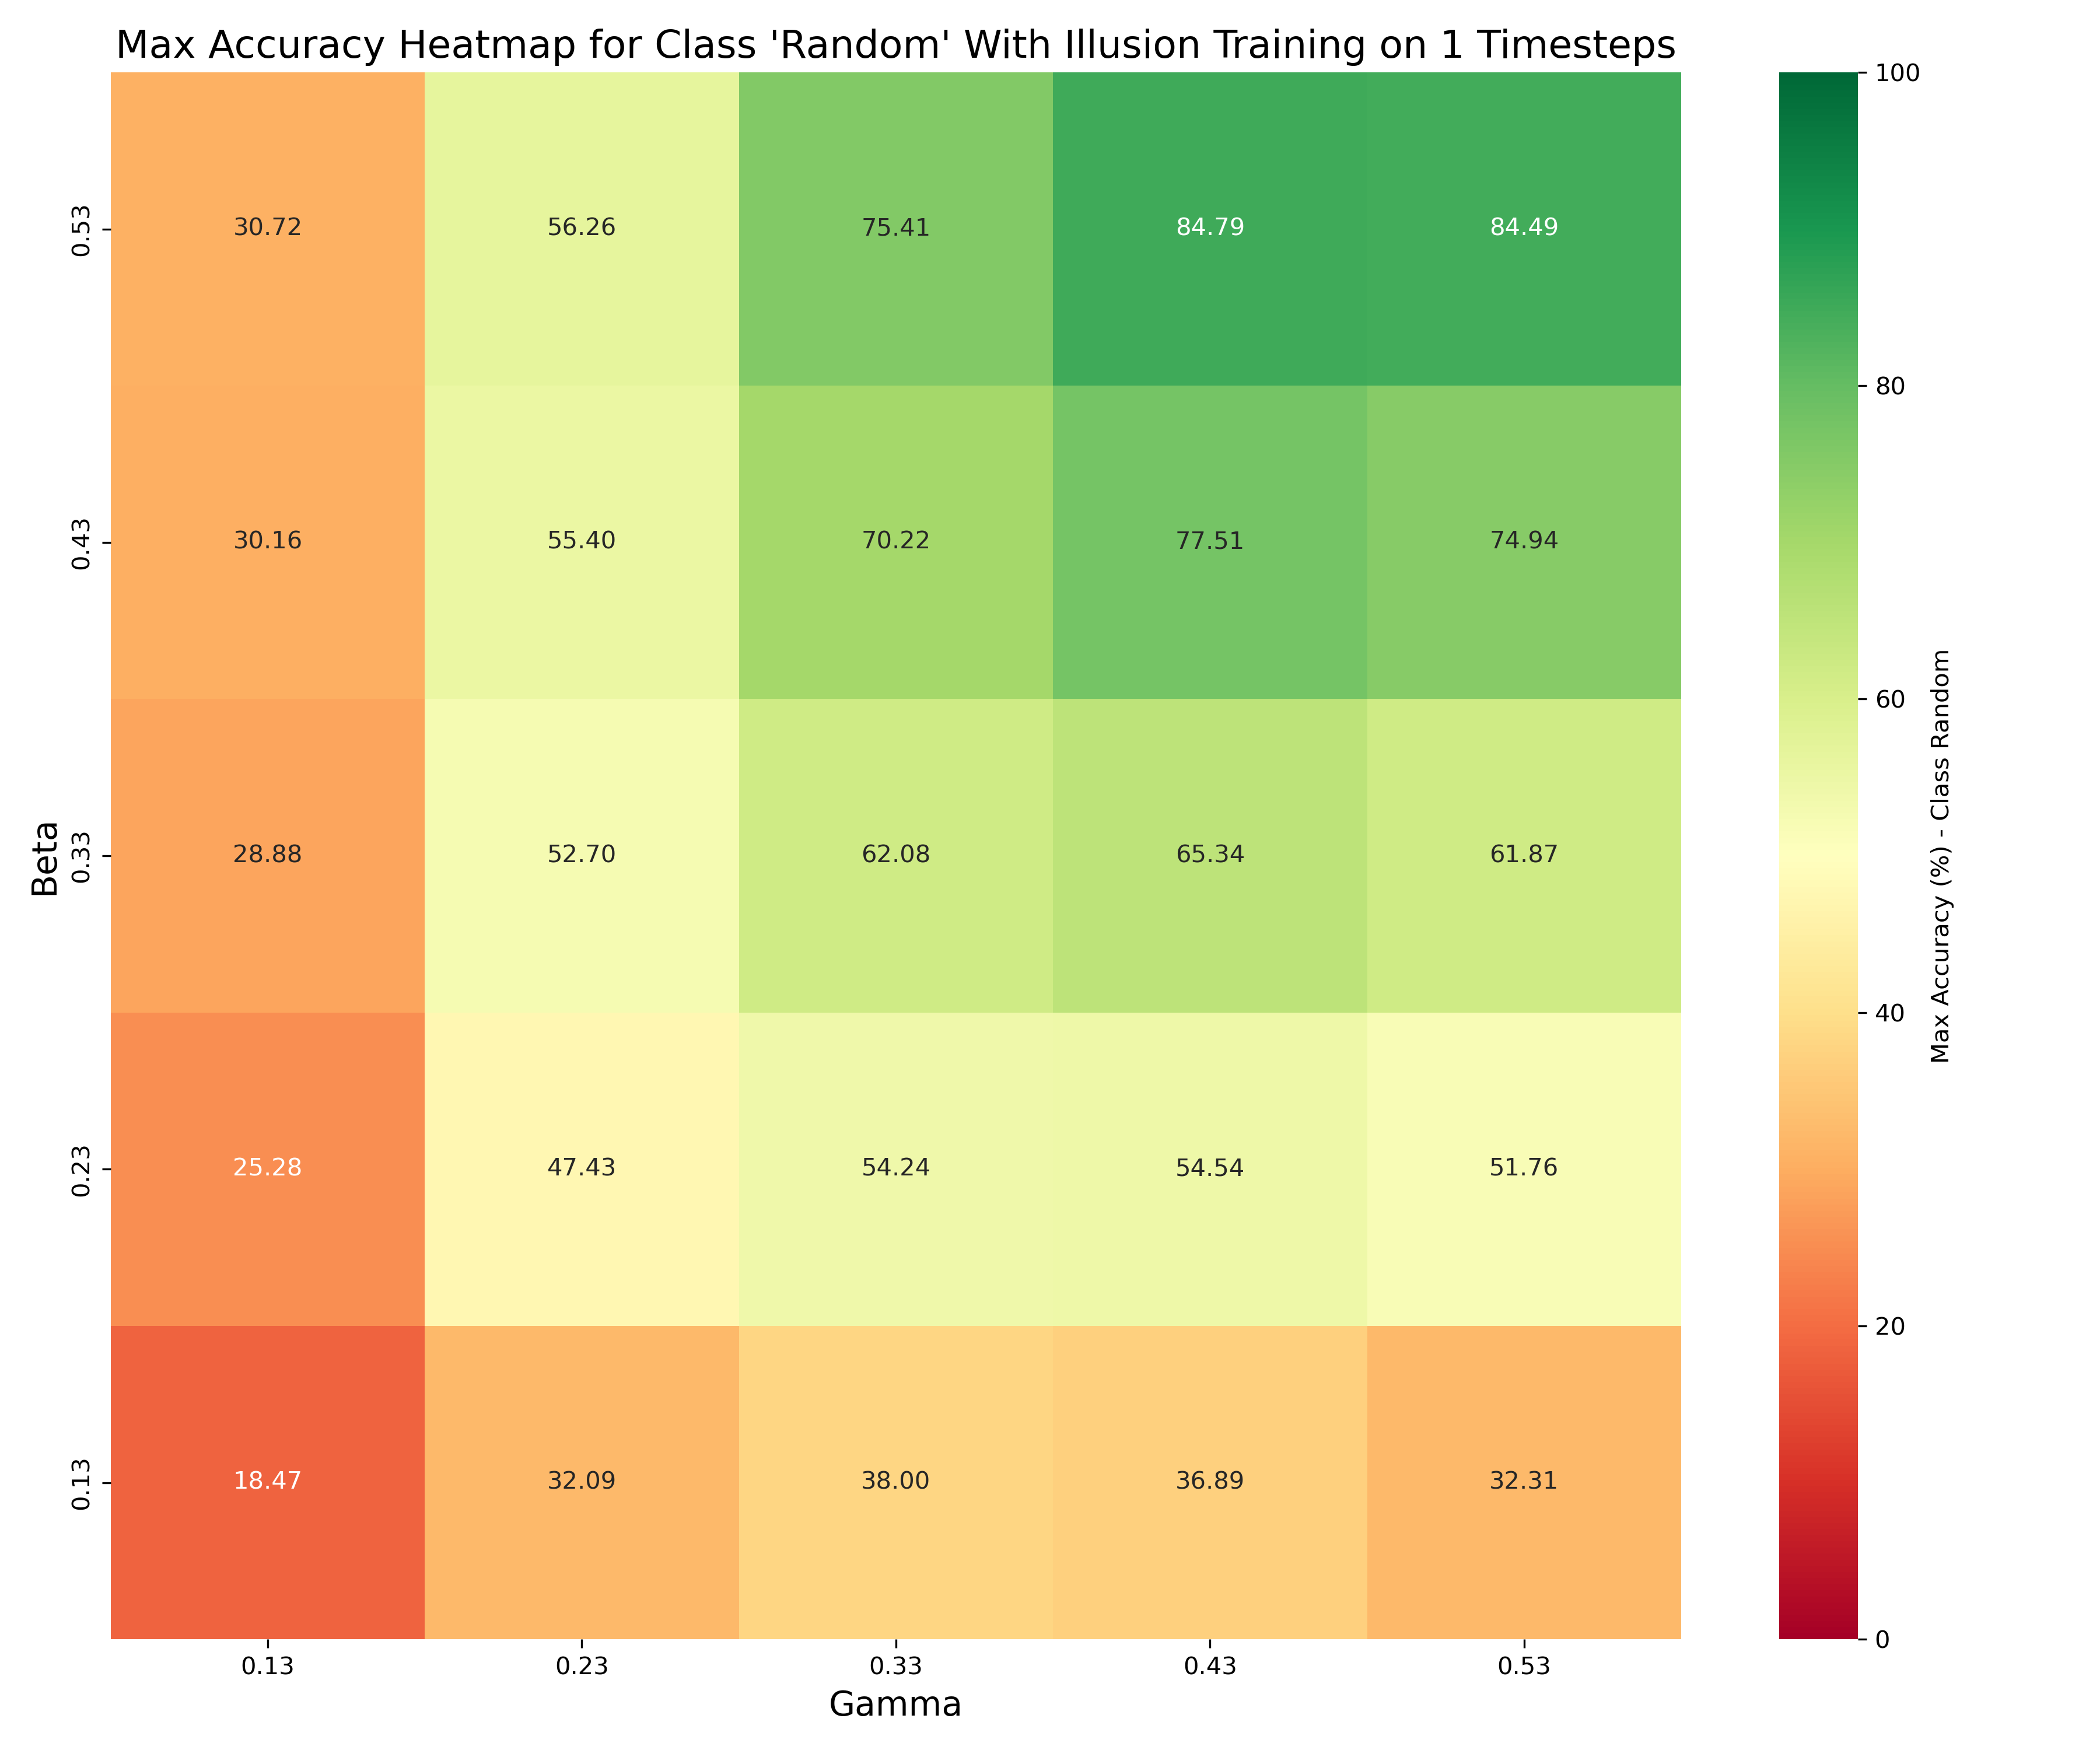 Max Accuracy Heatmap for Class 'Random' With Illusion Training on 1 Timesteps
Beta
0.53
30.72 56.26 75.41 84.79 84.49
0.43
30.16 55.40 70.22 77.51 74.94
0.33
28.88 52.70 62.08 65.34 61.87
0.23
25.28 47.43 54.24 54.54 51.76
0.13
18.47 32.09 38.00 36.89 32.31
0.13 0.23 0.33 0.43 0.53
Gamma
100
80
60
40
20
0
Max Accuracy (%) - Class Random